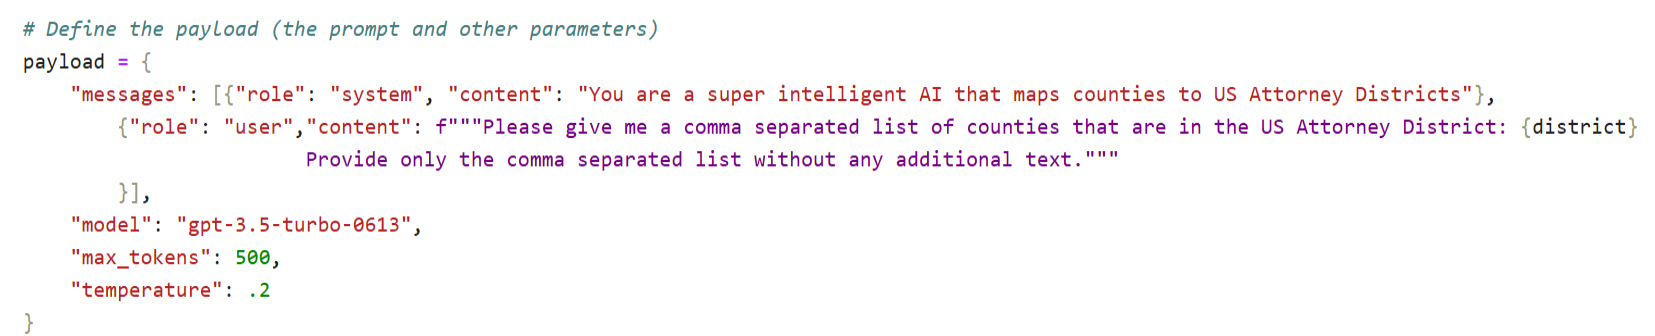 # Define the payload (the prompt and other parameters)
payload = {
    "messages": [{"role": "system", "content": "You are a super intelligent AI that maps counties to US Attorney Districts"},
        {"role": "user","content": f"""Please give me a comma separated list of counties that are in the US Attorney District: {district}
                        Provide only the comma separated list without any additional text."""
        }],
    "model": "gpt-3.5-turbo-0613",
    "max_tokens": 500,
    "temperature": .2
}